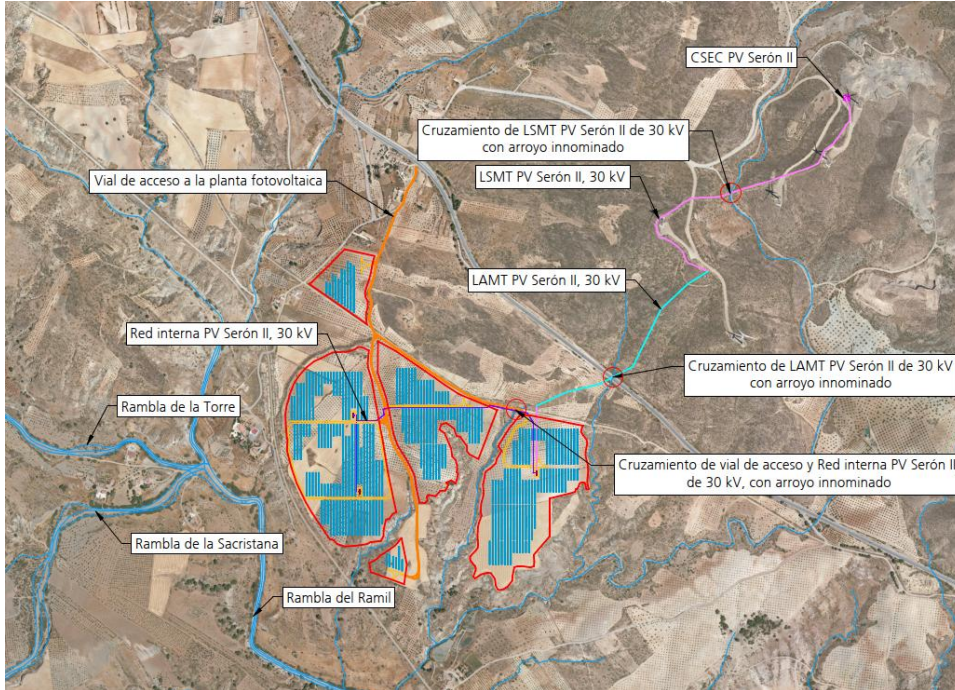 CSEC PV Serón II
Cruzamiento de LSMT PV Serón II de 30 kV
con arroyo innominado
Vial de acceso a la planta fotovoltaica
LSMT PV Serón II, 30 kV
LAMT PV Serón II, 30 kV
Red interna PV Serón II, 30 kV
Cruzamiento de LAMT PV Serón II de 30 kV
con arroyo innominado
Rambla de la Torre
Cruzamiento de vial de acceso y Red interna PV Serón II
de 30 kV, con arroyo innominado
Rambla de la Sacristana
Rambla del Ramil